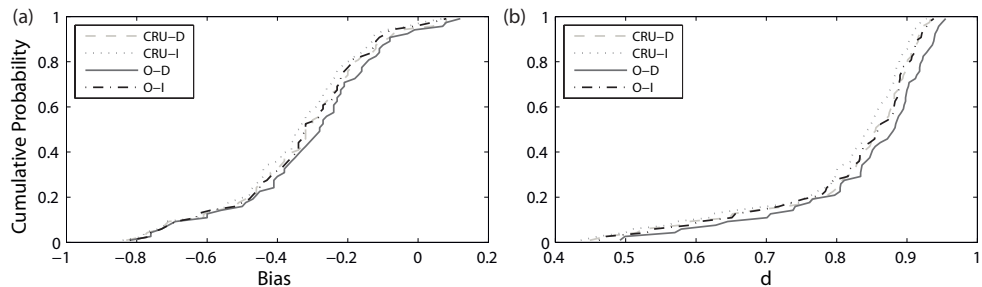 (a)
Cumulative Probability
1
0.8
0.6
0.4
0.2
0
CRU−D
CRU−I
O−D
O−I
−1 −0.8 −0.6 −0.4 −0.2 0 0.2
Bias
(b)
1
0.8
0.6
0.4
0.2
0
CRU−D
CRU−I
O−D
O−I
0.4 0.5 0.6 0.7 0.8 0.9 1
d